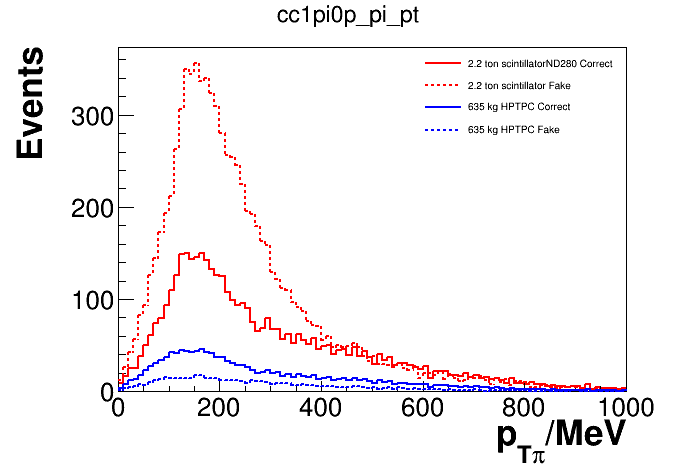 cc1pi0p_pi_pt
Events
300
200
100
0
2.2 ton scintillatorND280 Correct
2.2 ton scintillator Fake
635 kg HPTPC Correct
635 kg HPTPC Fake
0 200 400 600 800 1000
p_Tπ/MeV